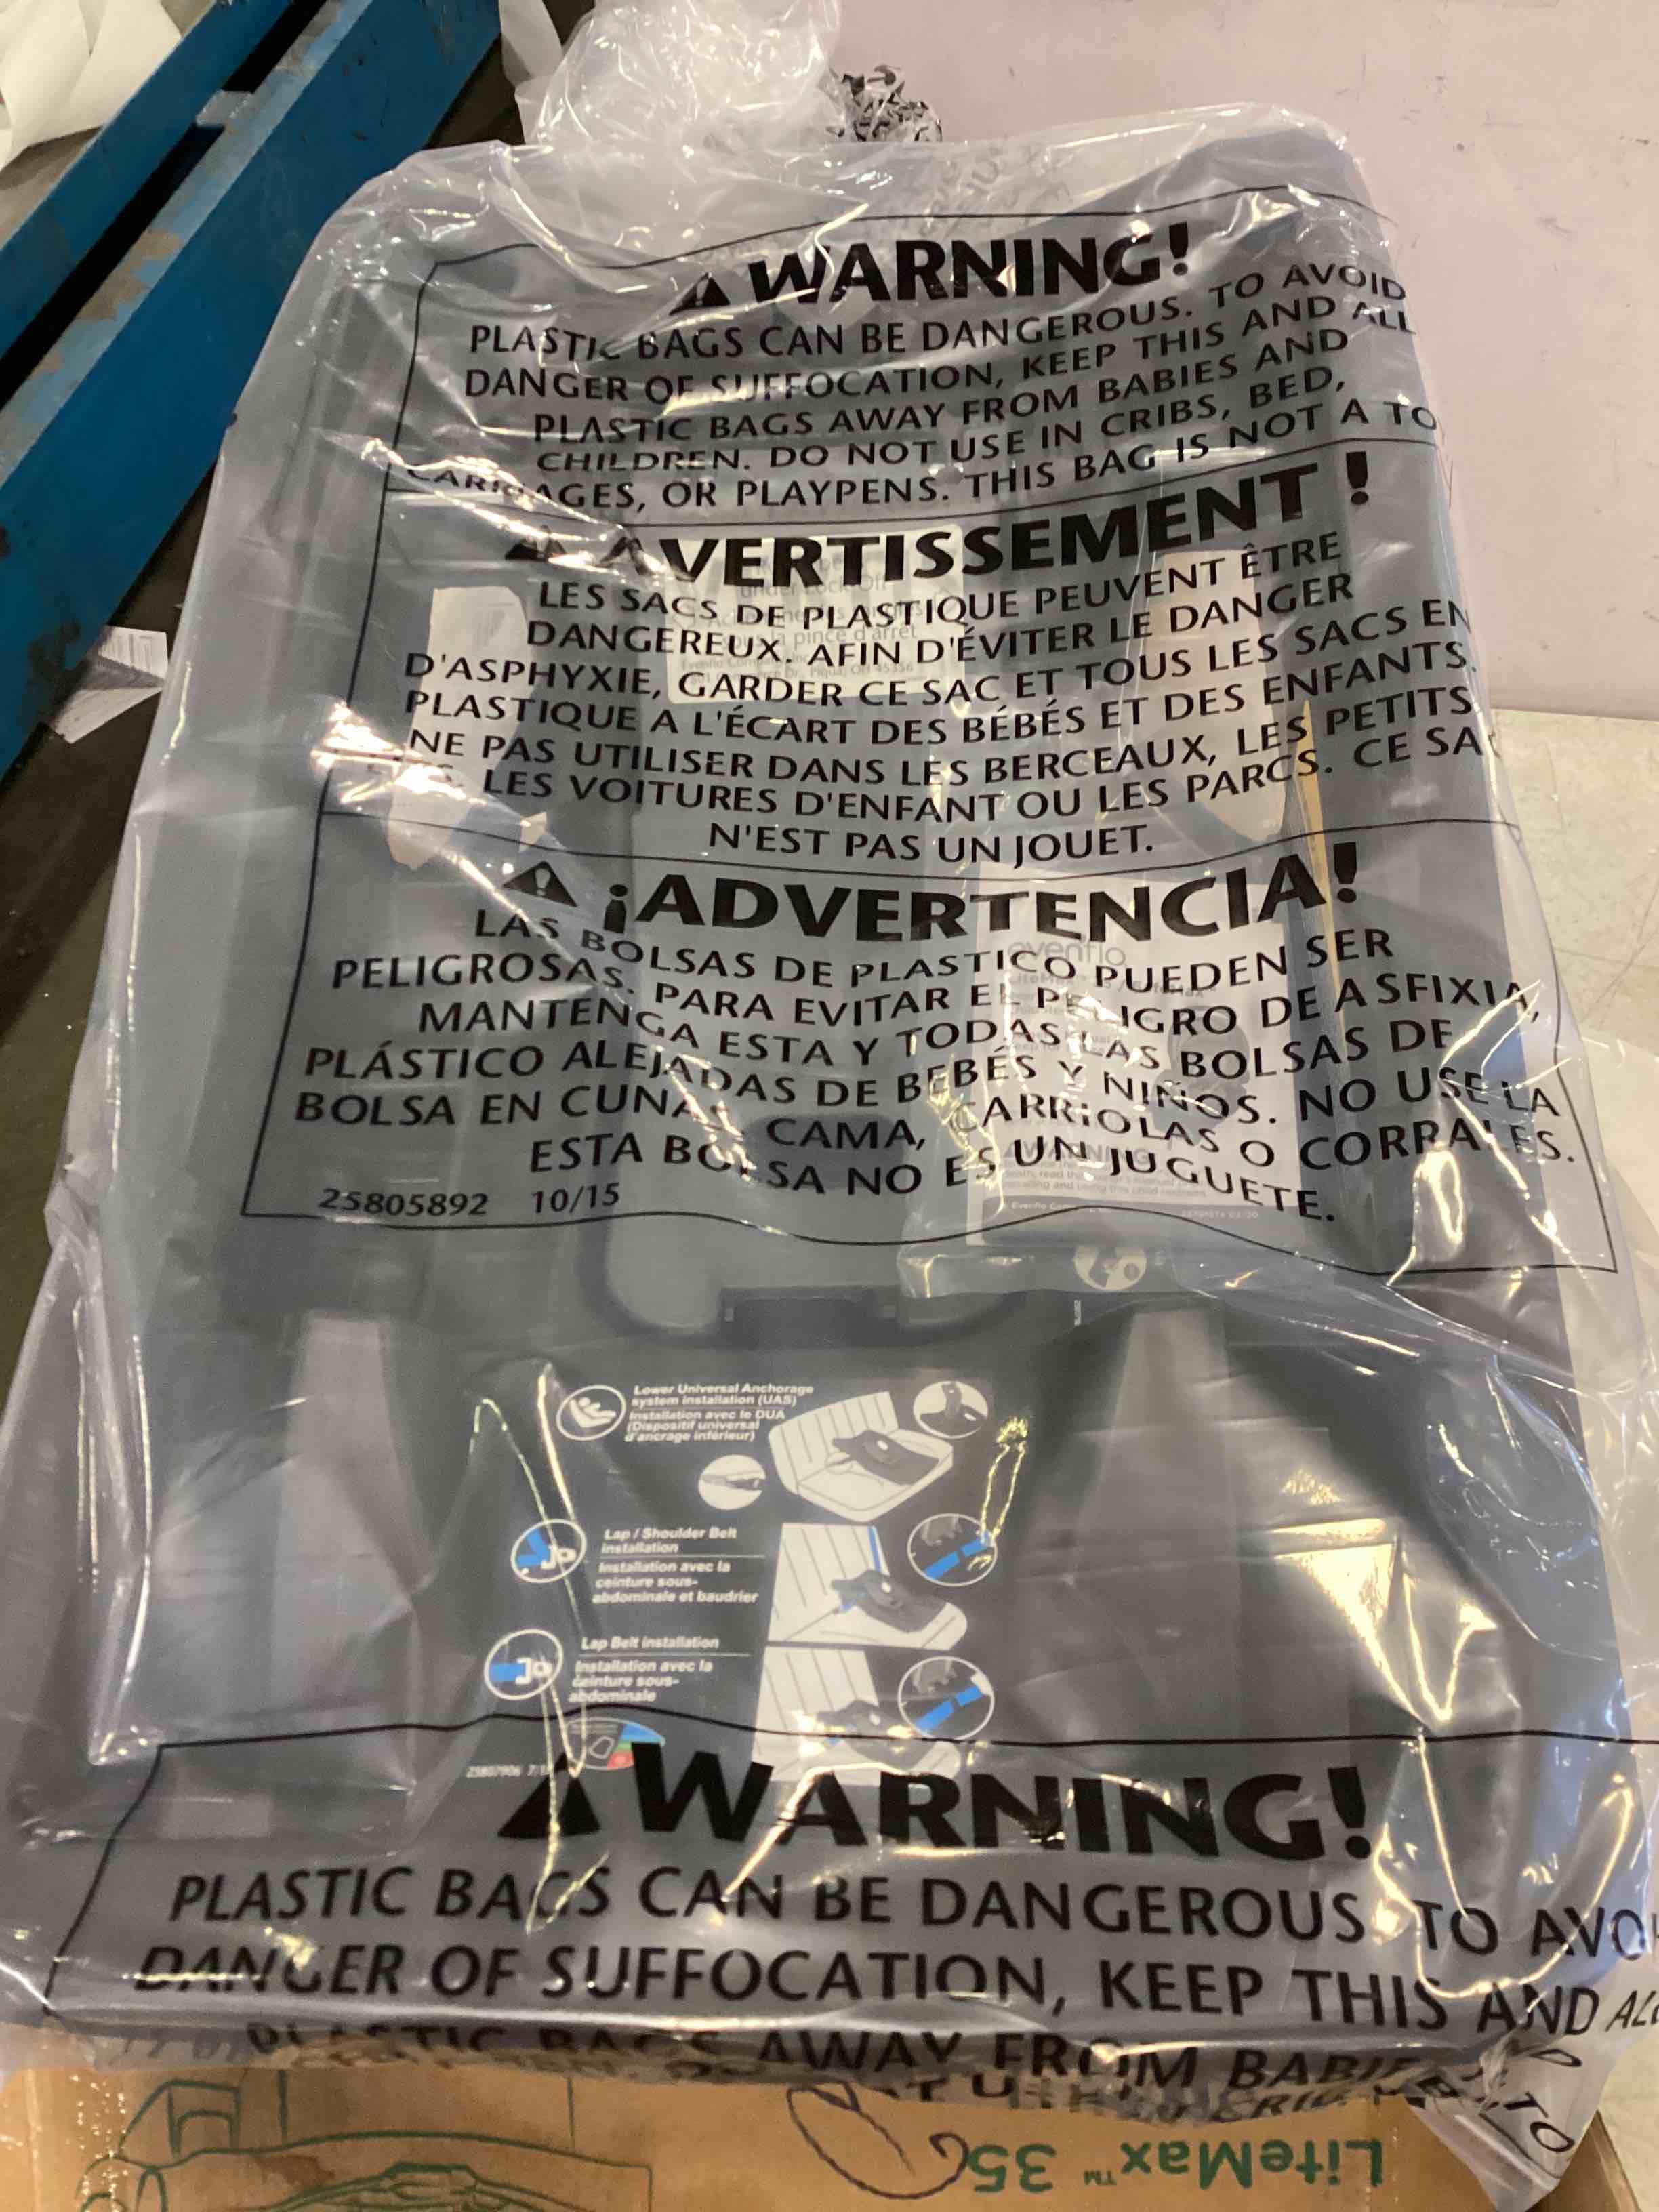 WARNING!
PLASTIC BAGS CAN BE DANGEROUS. TO AVOID
DANGER OF SUFFOCATION, KEEP THIS AND ALL
PLASTIC BAGS AWAY FROM BABIES AND
CHILDREN. DO NOT USE IN CRIBS, BED,
CARRIAGES, OR PLAYPENS. THIS BAG IS NOT A TO
AVERTISSEMENT !
LES SACS DE PLASTIQUE PEUVENT ÊTRE
DANGEREUX. AFIN D'ÉVITER LE DANGER
D'ASPHYXIE, GARDER CE SAC ET TOUS LES SACS EN
PLASTIQUE A L'ÉCART DES BÉBÉS ET DES ENFANTS.
NE PAS UTILISER DANS LES BERCEAUX, LES PETITS
LES VOITURES D'ENFANT OU LES PARCS. CE SA
N'EST PAS UN JOUET.
¡ADVERTENCIA!
LAS BOLSAS DE PLASTICO PUEDEN SER
PELIGROSAS. PARA EVITAR EL PELIGRO DE ASFIXIA,
MANTENGA ESTA Y TODAS LAS BOLSAS DE
PLÁSTICO ALEJADAS DE BEBÉS Y NIÑOS. NO USE LA
BOLSA EN CUNAS, CAMA, CARRIOLAS O CORRALES.
ESTA BOLSA NO ES UN JUGUETE.
25805892 10/15
evenflo
Lower Universal Anchorage
system installation (UAS)
Installation avec le DUA
(Dispositif universel
d'ancrage inférieur)
Lap / Shoulder Belt
installation
Installation avec la
ceinture sous-
abdominale et baudrier
Lap Belt installation
Installation avec la
ceinture sous-
abdominale
WARNING!
PLASTIC BAGS CAN BE DANGEROUS. TO AVO
DANGER OF SUFFOCATION, KEEP THIS AND ALL
PLASTIC BAGS AWAY FROM BABIE
LiteMax™ 35